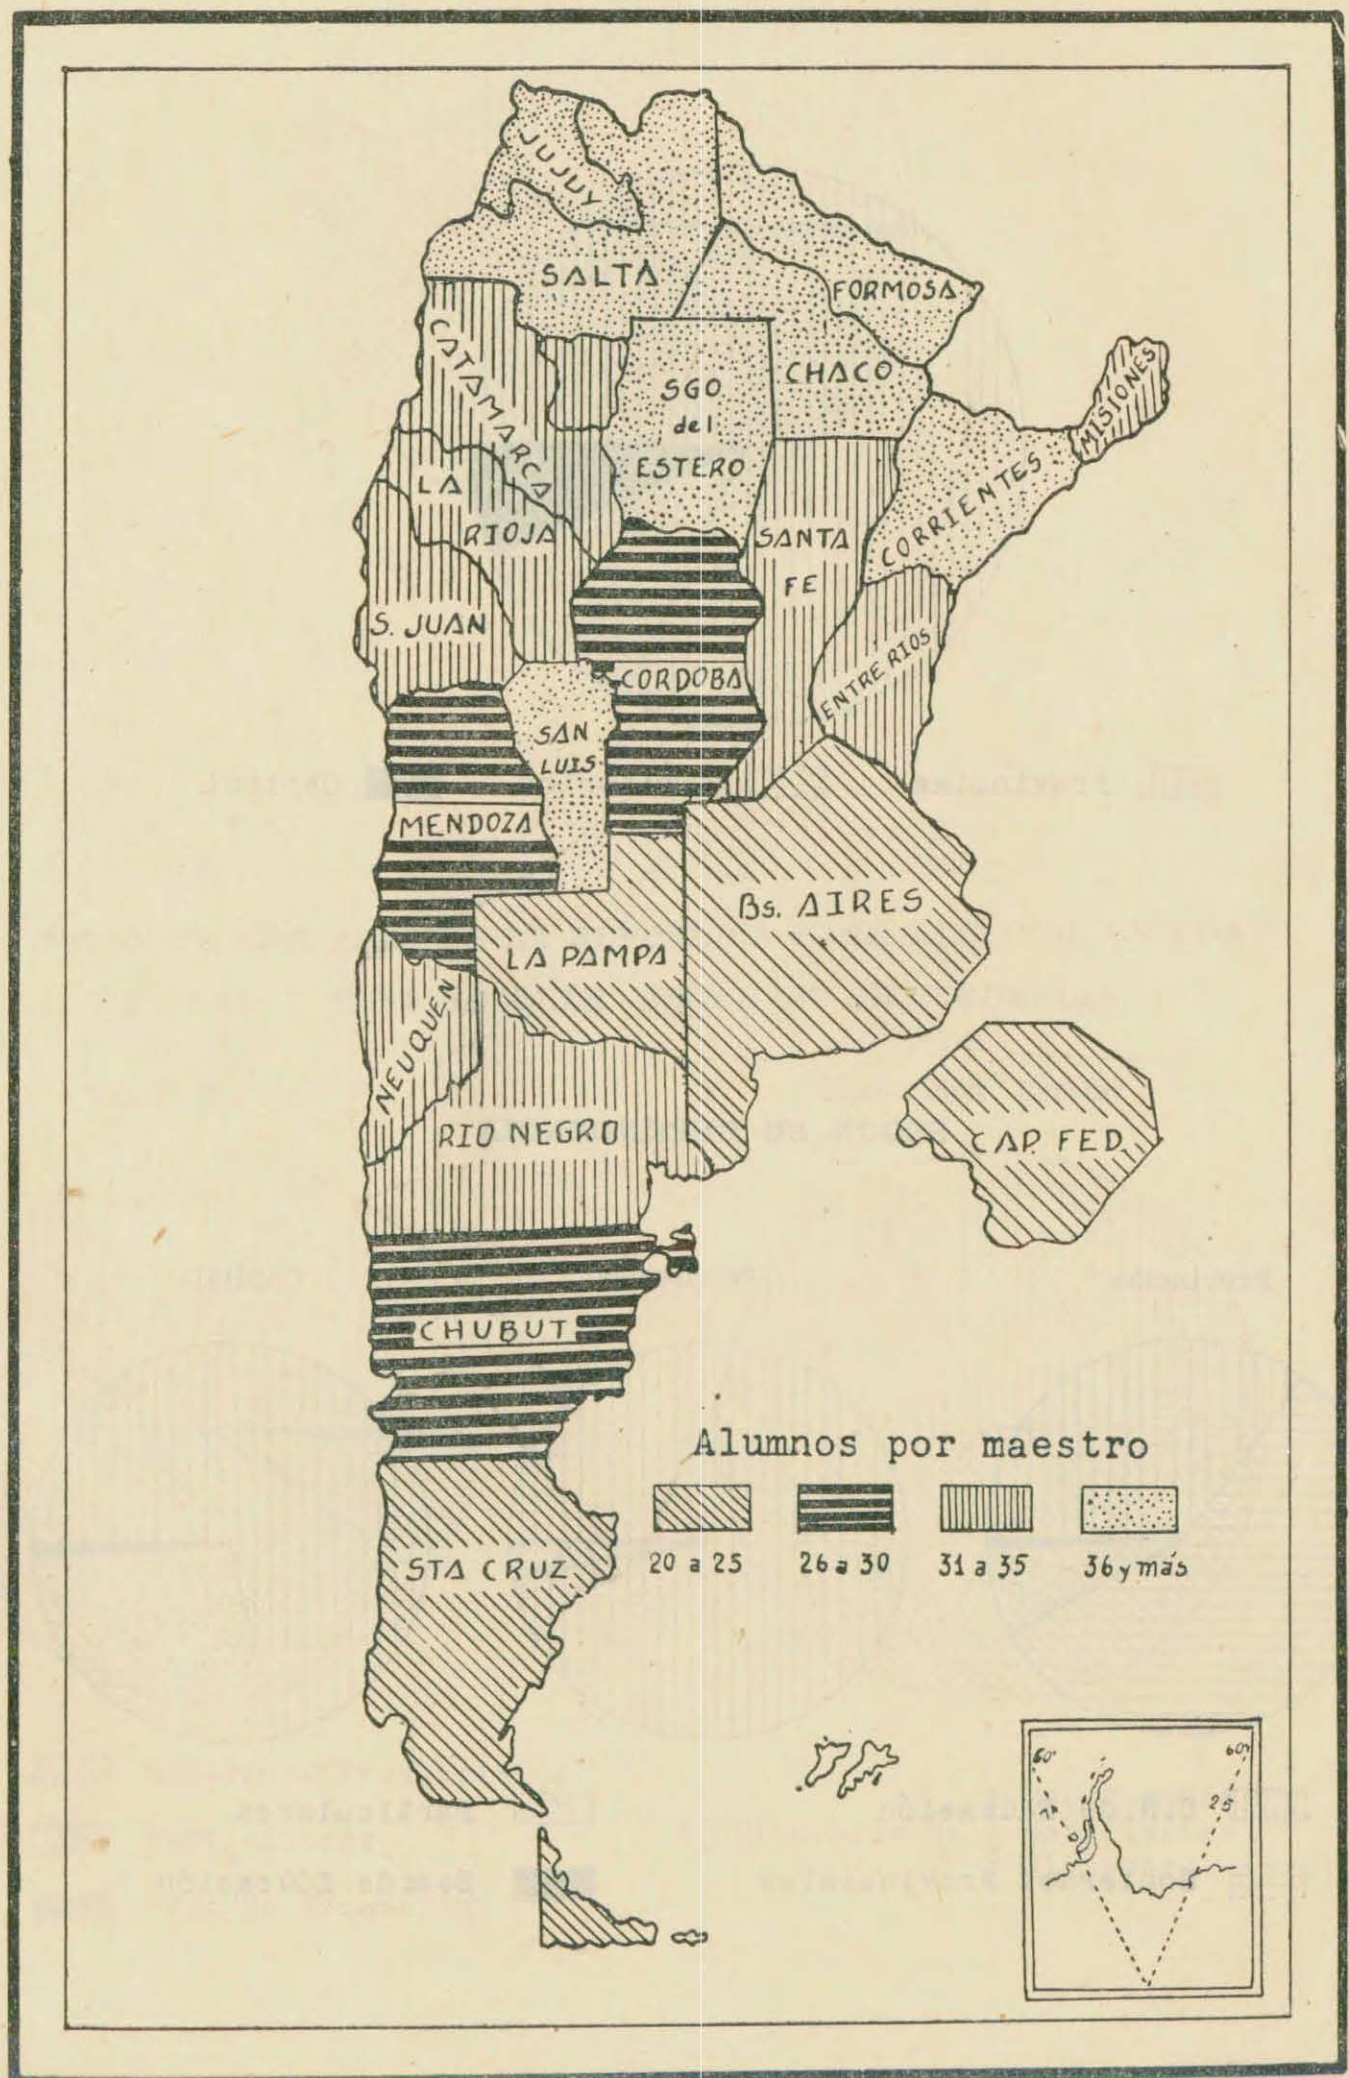 JUJUY
SALTA
FORMOSA
CATAMARCA
SGO
del
ESTERO
CHACO
MISIONES
LA
RIOJA
SANTA
FE
CORRIENTES
S. JUAN
CORDOBA
ENTRE RIOS
SAN
LUIS
MENDOZA
Bs. AIRES
LA PAMPA
NEUQUEN
RIO NEGRO
CAP. FED.
CHUBUT
Alumnos por maestro
20 a 25
26 a 30
31 a 35
36 y más
STA CRUZ
60°
25